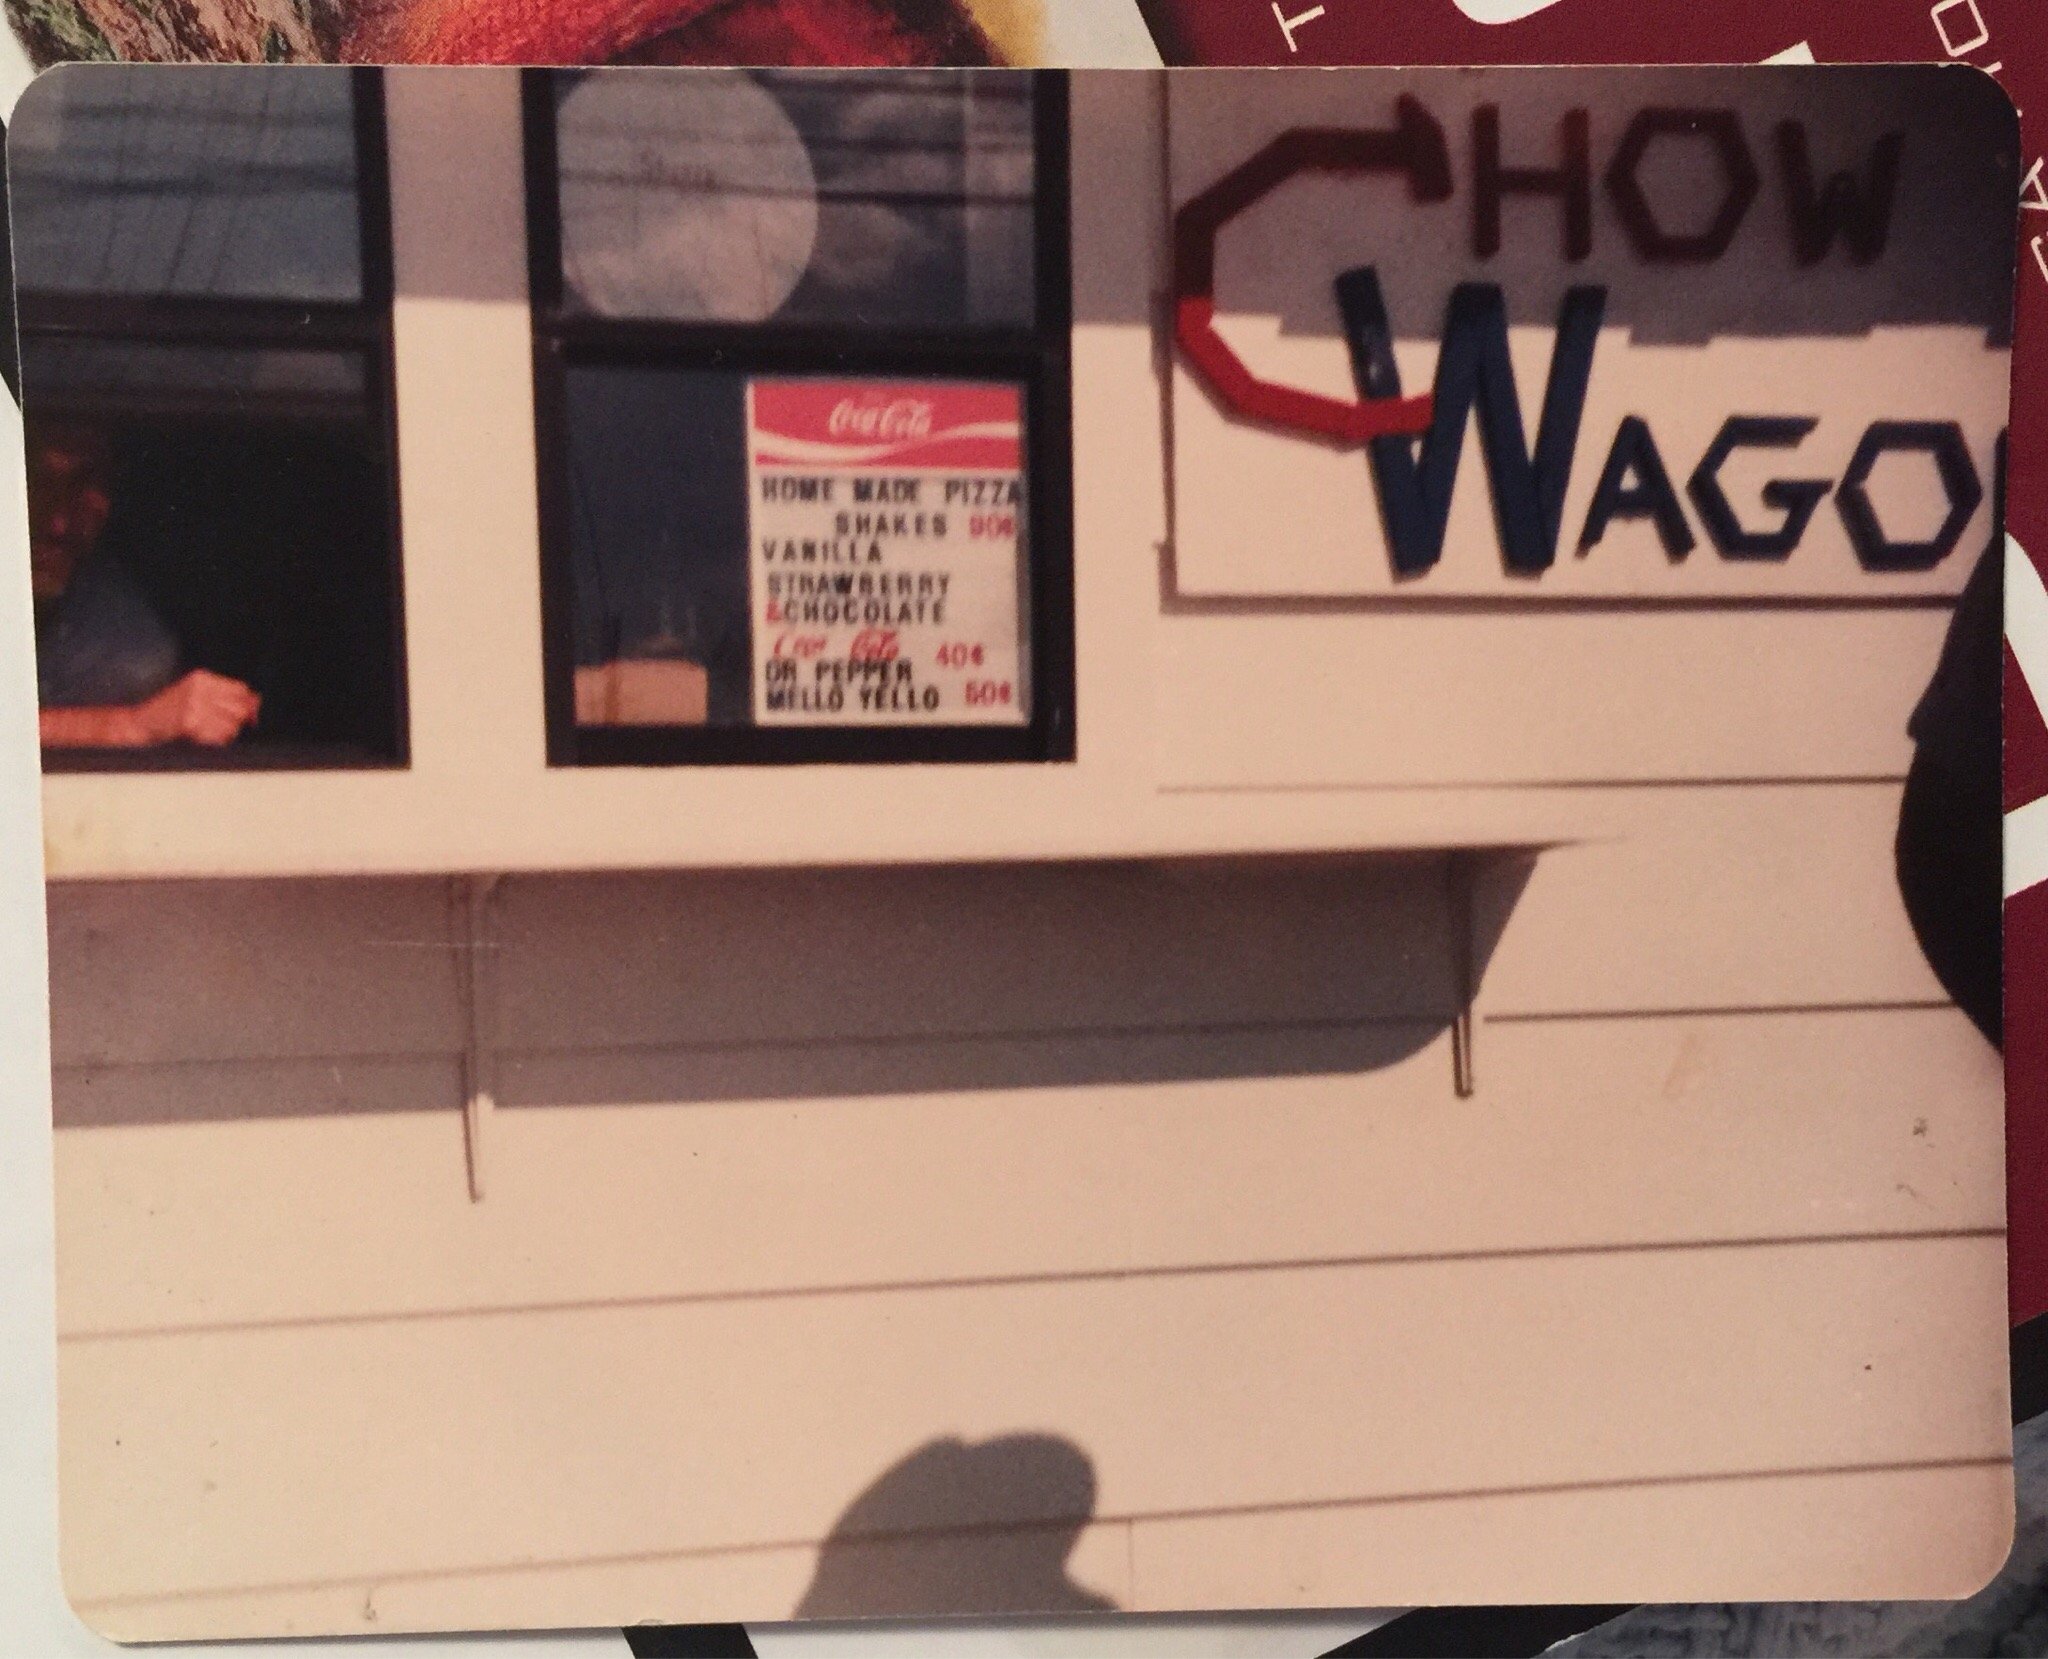 CHOW
WAGO
Coca-Cola
HOME MADE PIZZA
SHAKES 90¢
VANILLA
STRAWBERRY
&CHOCOLATE
Coca-Cola 40¢
DR PEPPER
MELLO YELLO 50¢